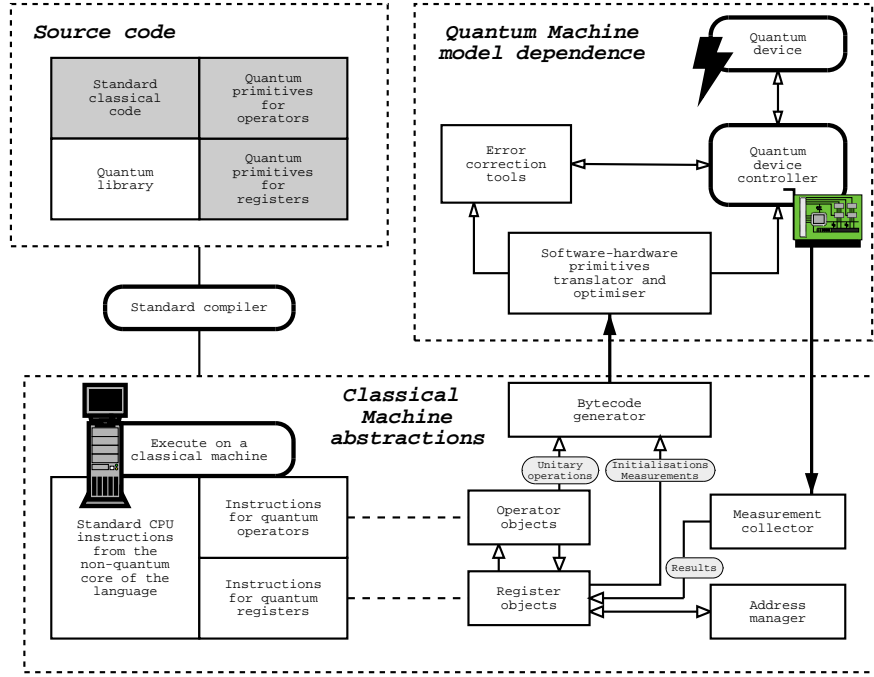 Source code
Standard
classical
code
Quantum
primitives
for
operators
Quantum
library
Quantum
primitives
for
registers
Standard compiler
Quantum Machine
model dependence
Quantum
device
Error
correction
tools
Quantum
device
controller
Software-hardware
primitives
translator and
optimiser
Classical
Machine
abstractions
Execute on a
classical machine
Standard CPU
instructions
from the
non-quantum
core of the
language
Instructions
for quantum
operators
Instructions
for quantum
registers
Bytecode
generator
Unitary
operations
Initialisations
Measurements
Operator
objects
Register
objects
Measurement
collector
Results
Address
manager